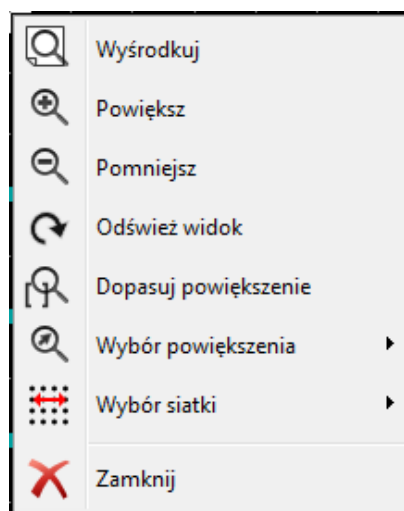 Wyśrodkuj
Powiększ
Pomniejsz
Odśwież widok
Dopasuj powiększenie
Wybór powiększenia
Wybór siatki
Zamknij